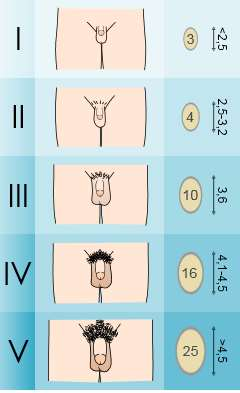 I 3 <2,5
II 4 2,5-3,2
III 10 3,6
IV 16 4,1-4,5
V 25 >4,5